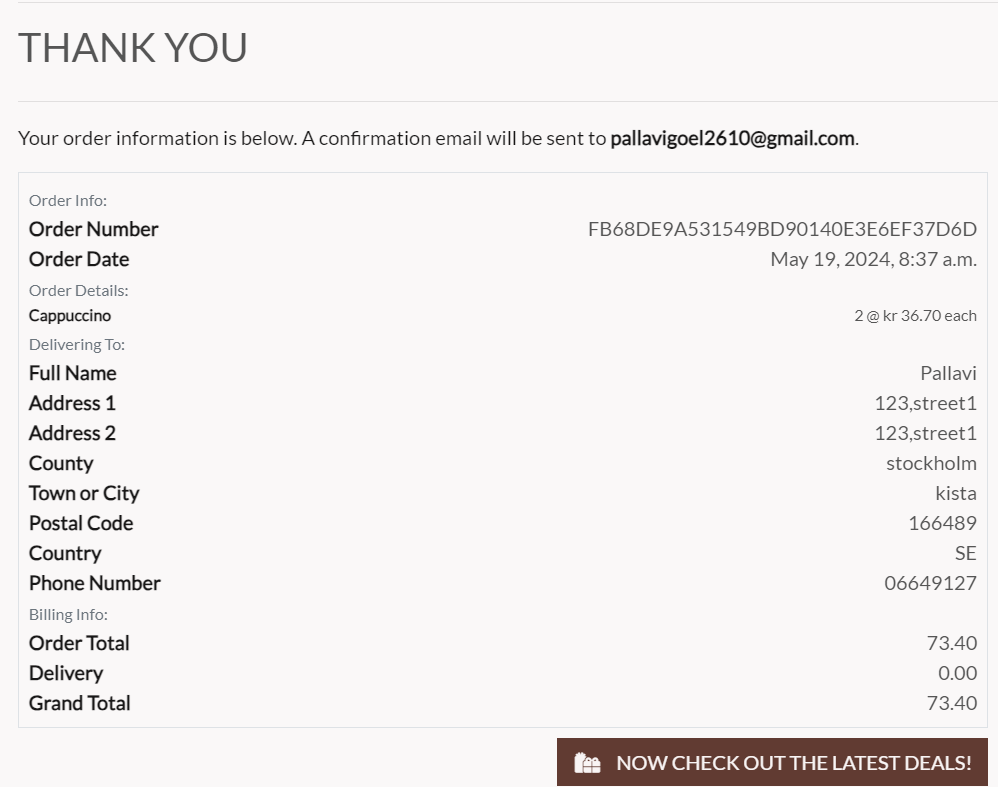 THANK YOU
Your order information is below. A confirmation email will be sent to pallavigoel2610@gmail.com.
Order Info:
Order Number FB68DE9A531549BD90140E3E6EF37D6D
Order Date May 19, 2024, 8:37 a.m.
Order Details:
Cappuccino 2 @ kr 36.70 each
Delivering To:
Full Name Pallavi
Address 1 123,street1
Address 2 123,street1
County stockholm
Town or City kista
Postal Code 166489
Country SE
Phone Number 06649127
Billing Info:
Order Total 73.40
Delivery 0.00
Grand Total 73.40
NOW CHECK OUT THE LATEST DEALS!